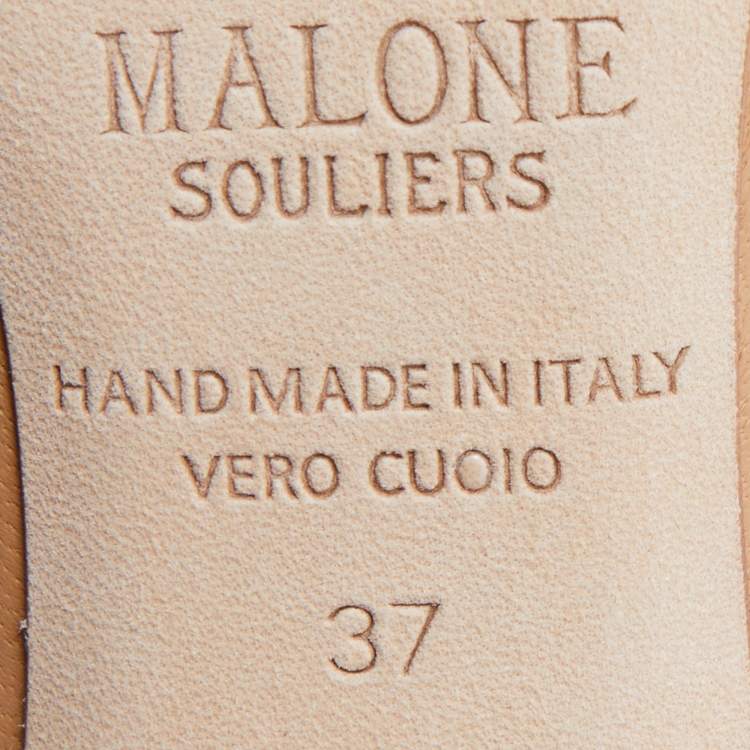 MALONE
SOULIERS
HAND MADE IN ITALY
VERO CUOIO
37